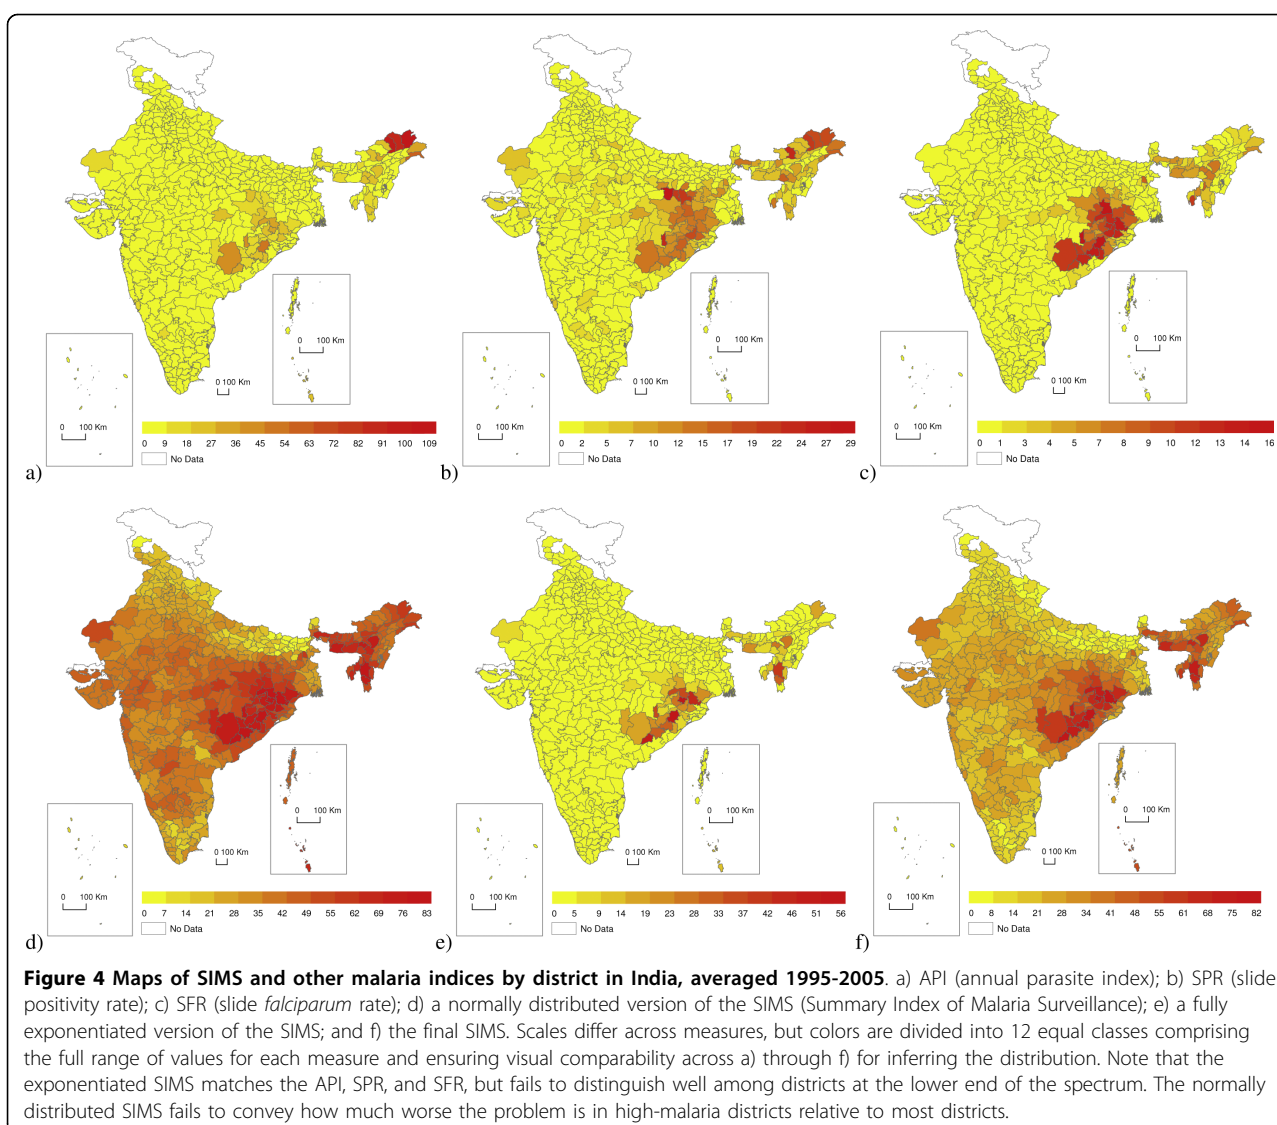 0 100 Km
0 100 Km
0 100 Km
0 9 18 27 36 45 54 63 72 82 91 100 109
No Data
a)
0 100 Km
0 100 Km
0 100 Km
0 2 5 7 10 12 15 17 19 22 24 27 29
No Data
b)
0 100 Km
0 100 Km
0 100 Km
0 1 3 4 5 7 8 9 10 12 13 14 16
No Data
c)
0 100 Km
0 100 Km
0 100 Km
0 7 14 21 28 35 42 49 55 62 69 76 83
No Data
d)
0 100 Km
0 100 Km
0 100 Km
0 5 9 14 19 23 28 33 37 42 46 51 56
No Data
e)
0 100 Km
0 100 Km
0 100 Km
0 8 14 21 28 34 41 48 55 61 68 75 82
No Data
f)
Figure 4 Maps of SIMS and other malaria indices by district in India, averaged 1995-2005. a) API (annual parasite index); b) SPR (slide
positivity rate); c) SFR (slide falciparum rate); d) a normally distributed version of the SIMS (Summary Index of Malaria Surveillance); e) a fully
exponentiated version of the SIMS; and f) the final SIMS. Scales differ across measures, but colors are divided into 12 equal classes comprising
the full range of values for each measure and ensuring visual comparability across a) through f) for inferring the distribution. Note that the
exponentiated SIMS matches the API, SPR, and SFR, but fails to distinguish well among districts at the lower end of the spectrum. The normally
distributed SIMS fails to convey how much worse the problem is in high-malaria districts relative to most districts.